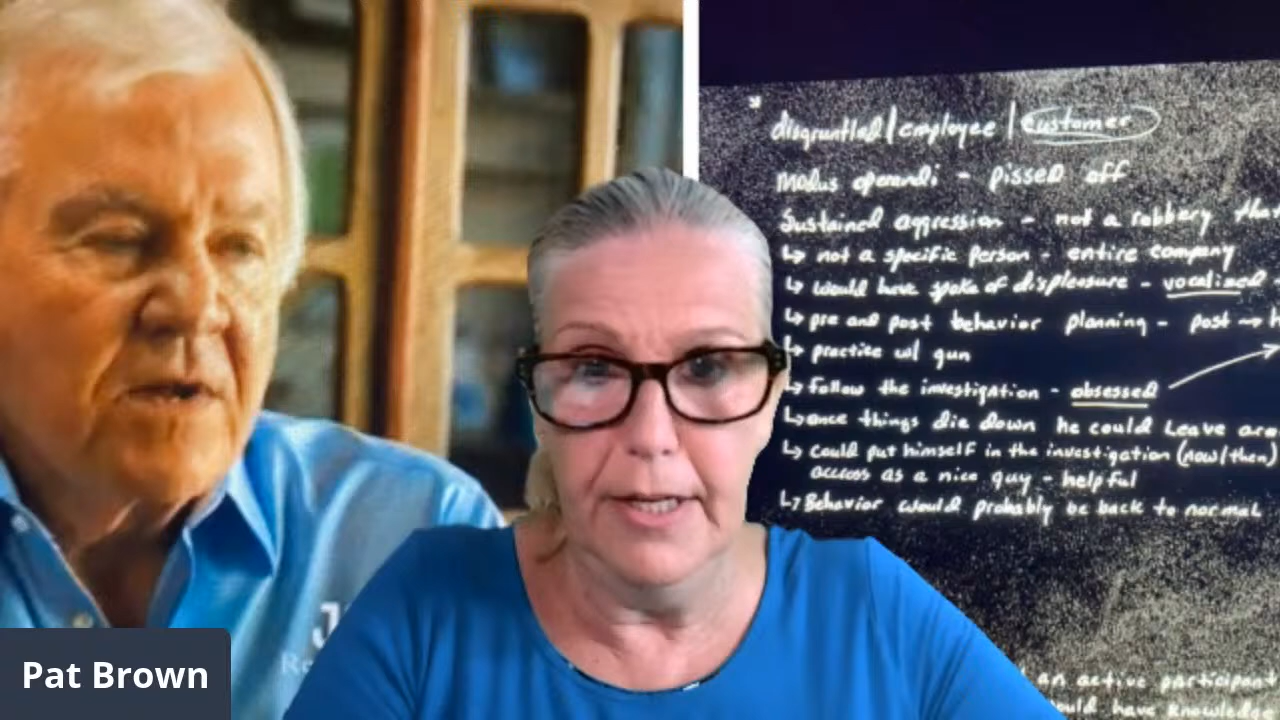 disgruntled/employee/customer
modus operandi - pissed off
Sustained aggression - not a robbery
↳ not a specific person - entire company
↳ would have spoke of displeasure - vocalized
↳ pre and post behavior planning - post →
↳ practice w/ gun
↳ follow the investigation - obsessed
↳ once things die down he could leave
↳ could put himself in the investigation (now/then)
across as a nice guy - helpful
↳ Behavior would probably be back to normal
an active participant
have knowledge
Pat Brown